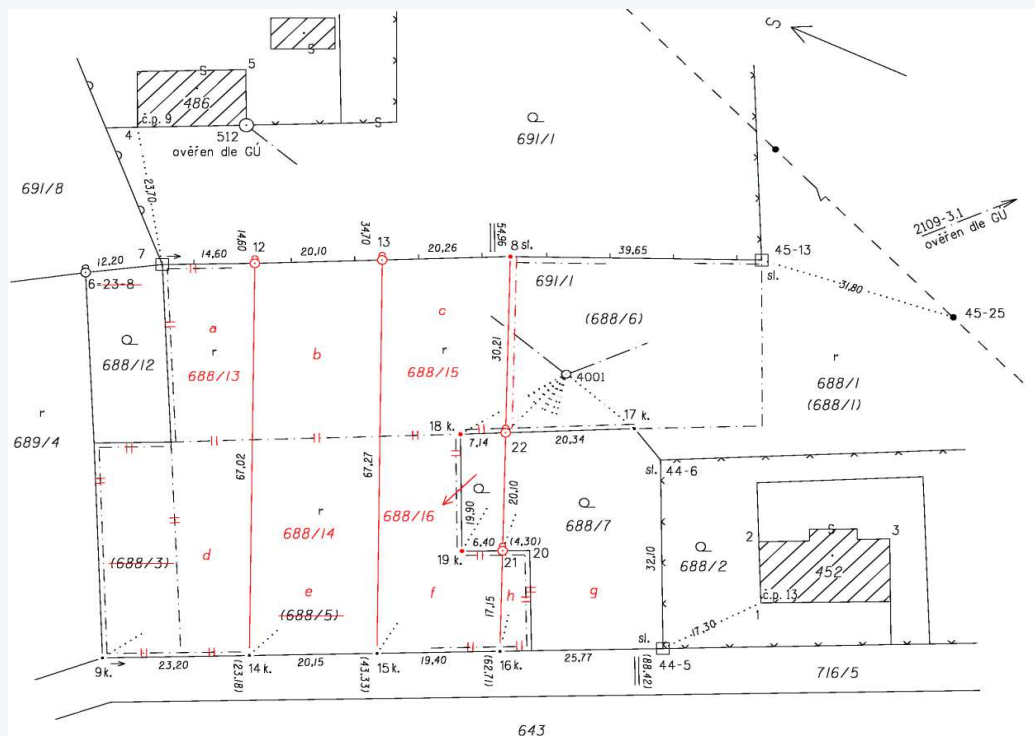 S
S
5
486
č.p. 9
4
S
512
ověřen dle GÚ
691/1
691/8
23,70
2109-3.1
ověřen dle GÚ
12,20
7
14,60
14,60
12
20,10
34,70
13
20,26
54,96
8 sl.
39,65
45-13
sl.
31,80
45-25
6=23-8
691/1
(688/6)
a
r
688/13
b
c
r
688/15
30,21
688/12
4001
r
688/1
(688/1)
r
689/4
18 k.
7,14
22
20,34
17 k.
sl.
44-6
67,02
67,27
r
688/14
688/16
19,90
20,10
688/7
(688/3)
d
e
(688/5)
f
6,40
(4,30)
19 k.
21
20
h
g
17,15
32,10
688/2
2
S
3
452
č.p. 13
1
17,30
sl.
9 k.
23,20
(23,18)
14 k.
20,15
(43,33)
15 k.
19,40
(62,71)
16 k.
25,77
(88,42)
44-5
716/5
643